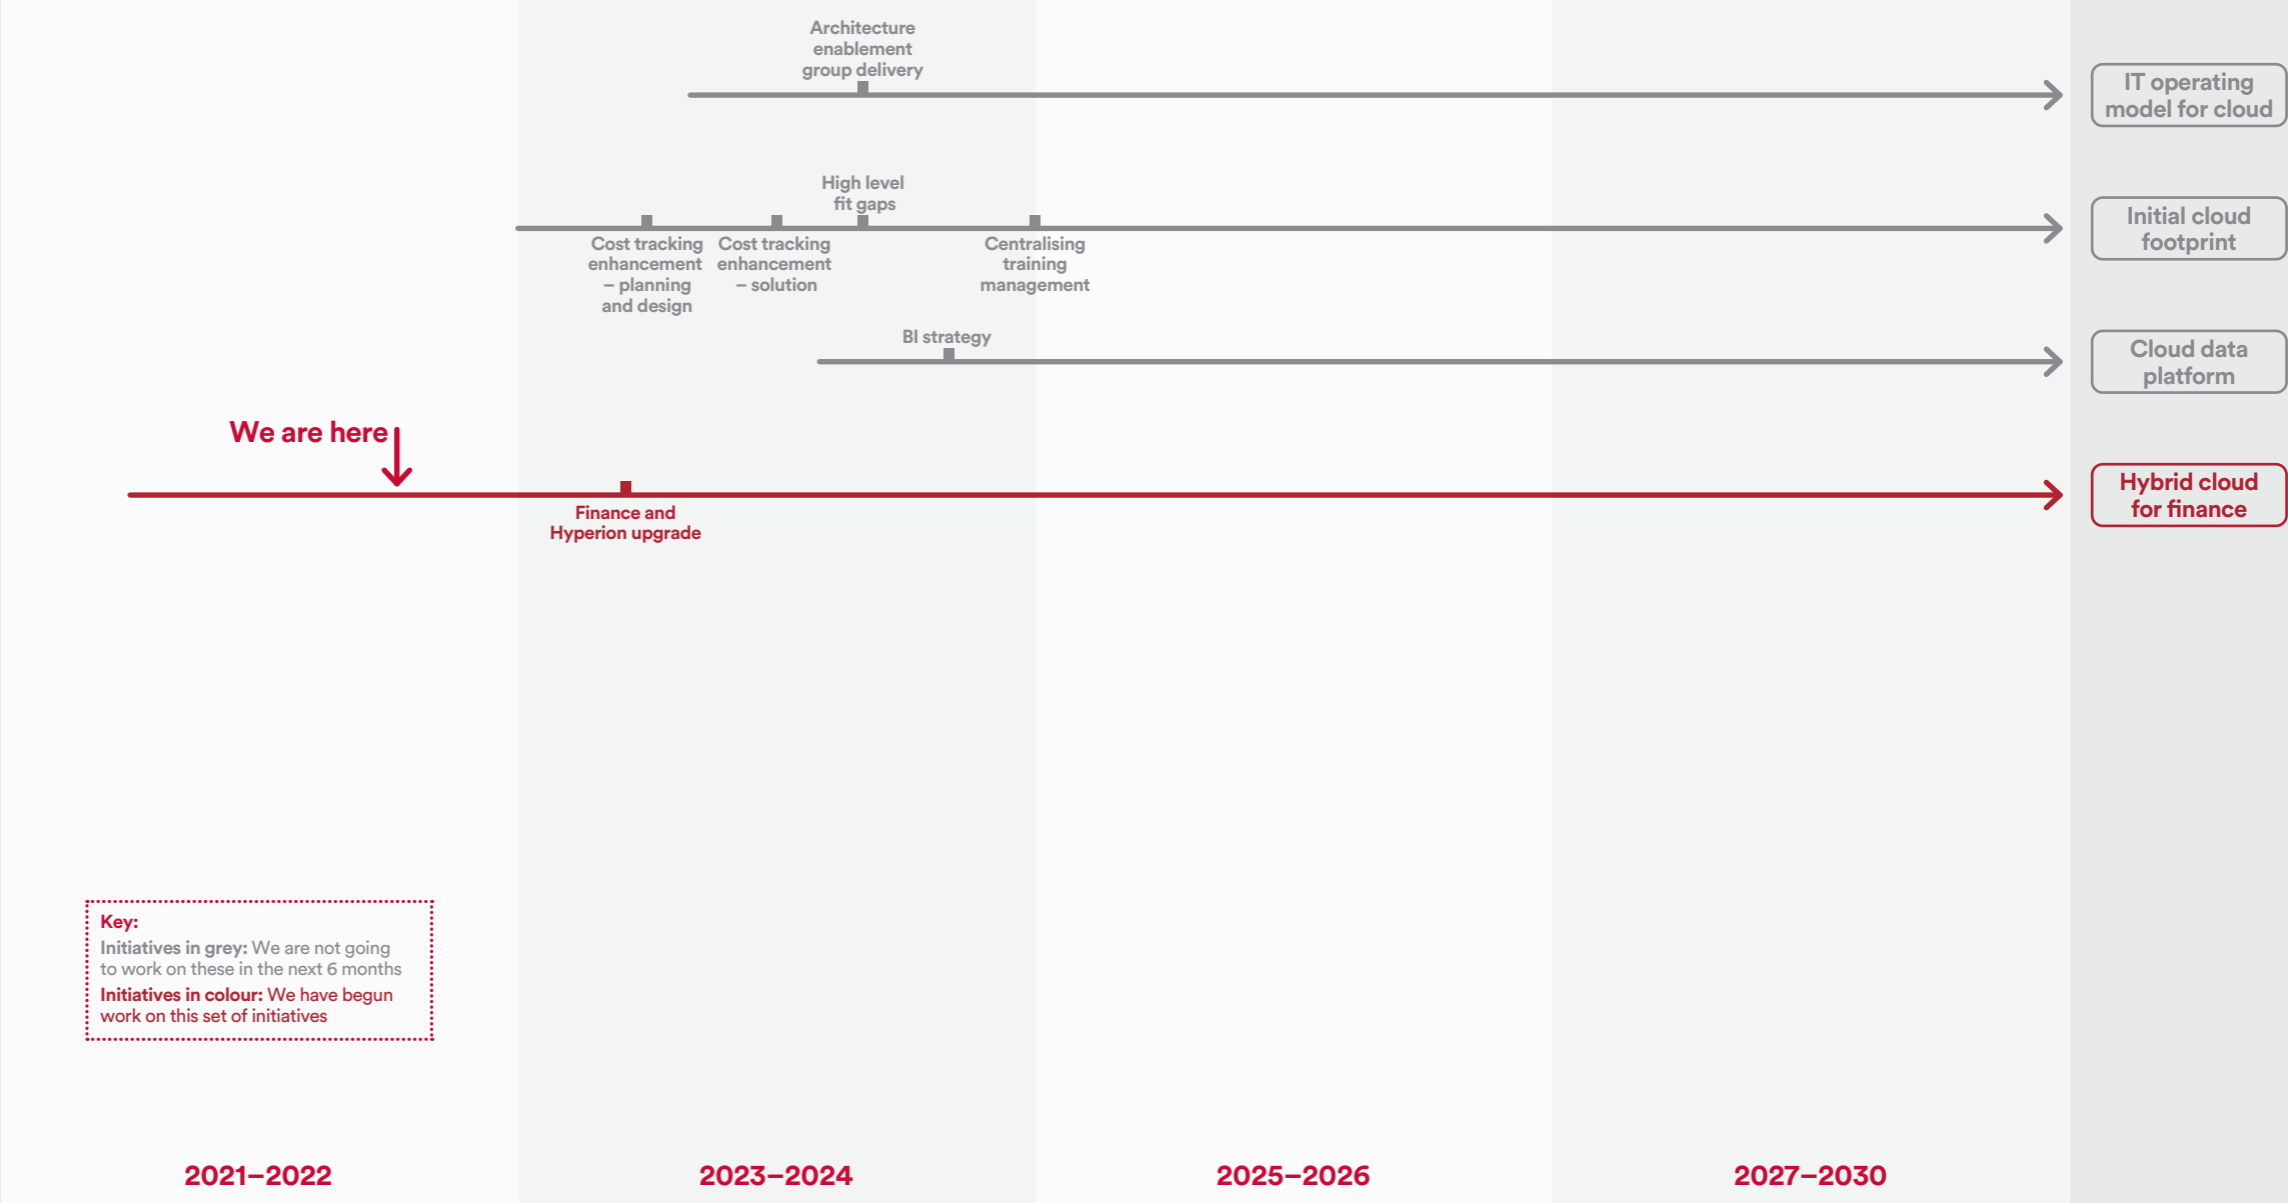 Architecture
enablement
group delivery
IT operating
model for cloud
High level
fit gaps
Initial cloud
footprint
Cost tracking
enhancement
– planning
and design
Cost tracking
enhancement
– solution
Centralising
training
management
BI strategy
Cloud data
platform
We are here
Finance and
Hyperion upgrade
Hybrid cloud
for finance
Key:
Initiatives in grey: We are not going
to work on these in the next 6 months
Initiatives in colour: We have begun
work on this set of initiatives
2021–2022
2023–2024
2025–2026
2027–2030